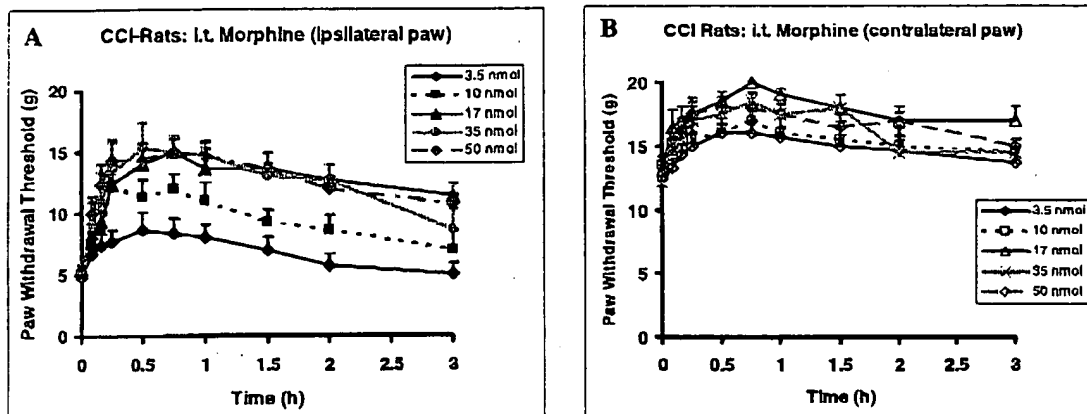 A
CCI-Rats: i.t. Morphine (ipsilateral paw)
3.5 nmol
10 nmol
17 nmol
35 nmol
50 nmol
Paw Withdrawal Threshold (g)
20
15
10
5
0
0 0.5 1 1.5 2 2.5 3
Time (h)
B
CCI Rats: i.t. Morphine (contralateral paw)
3.5 nmol
10 nmol
17 nmol
35 nmol
50 nmol
Paw Withdrawal Threshold (g)
20
15
10
5
0
0 0.5 1 1.5 2 2.5 3
Time (h)